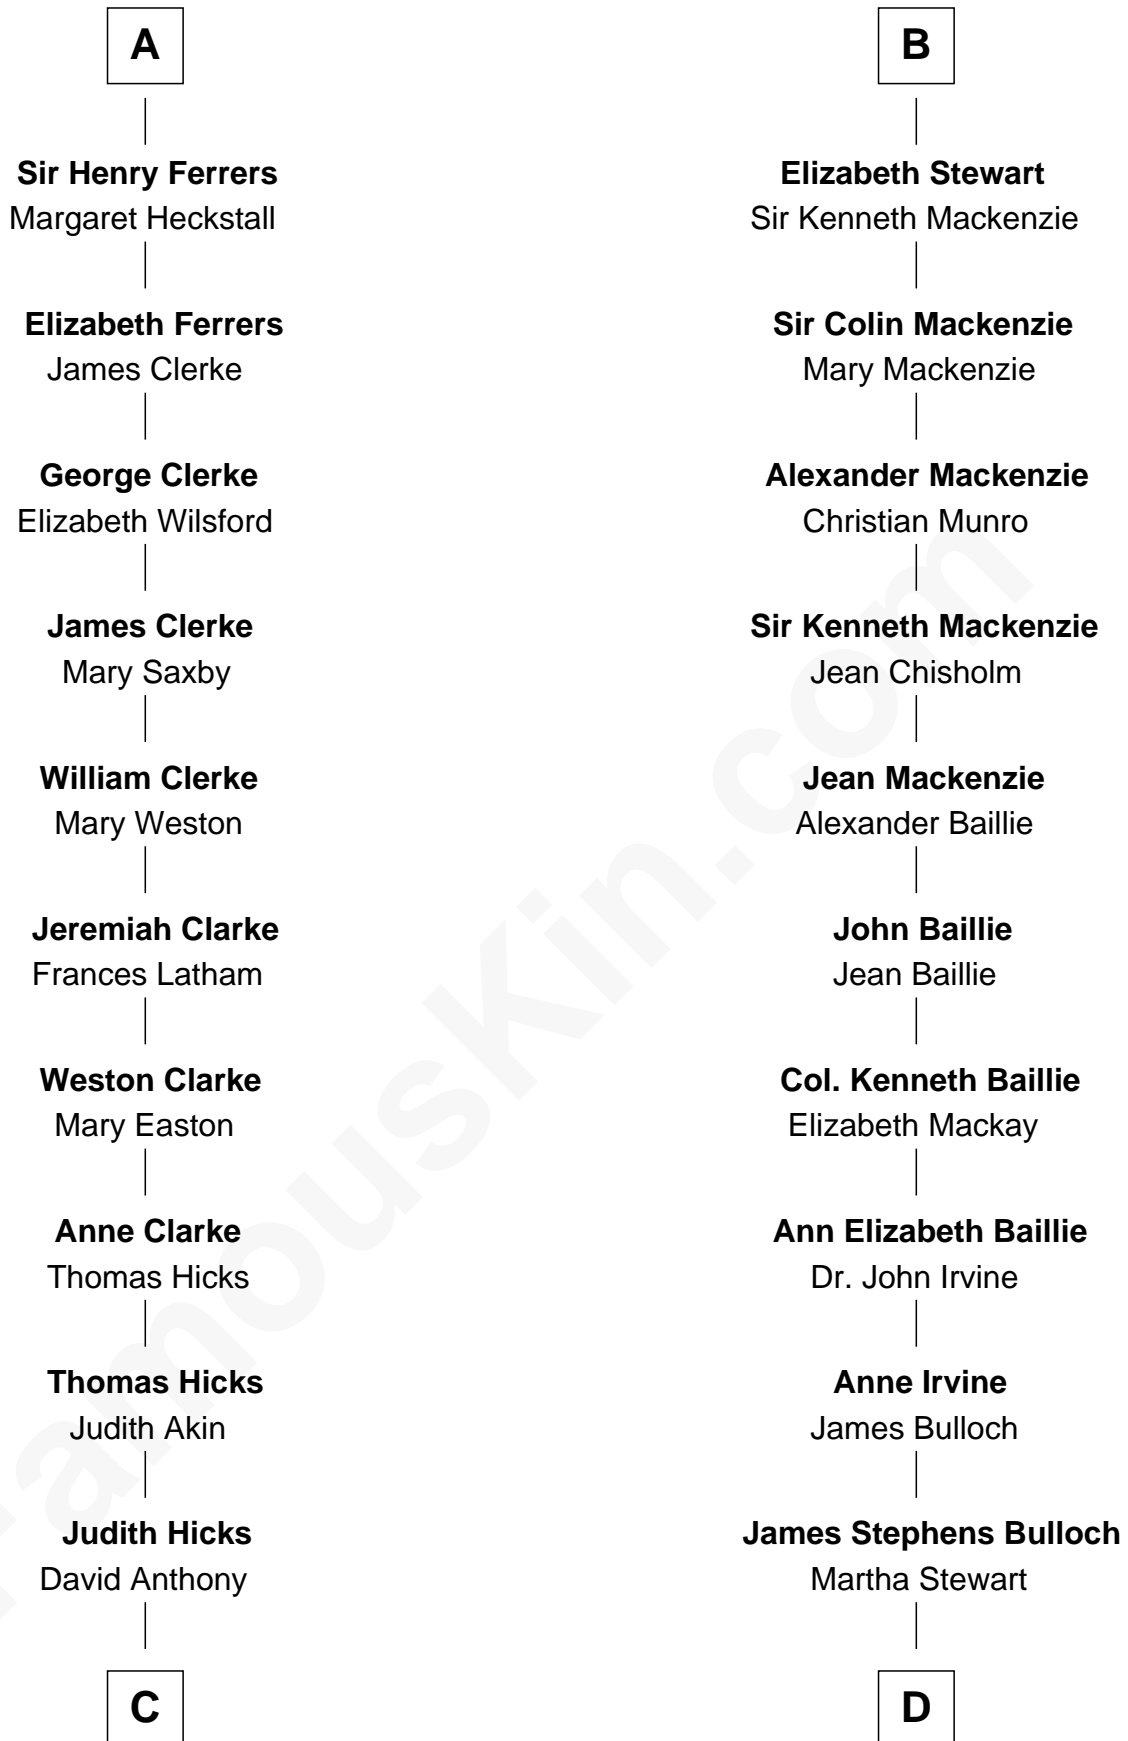 A
Sir Henry Ferrers
Margaret Heckstall
Elizabeth Ferrers
James Clerke
George Clerke
Elizabeth Wilsford
James Clerke
Mary Saxby
William Clerke
Mary Weston
Jeremiah Clarke
Frances Latham
Weston Clarke
Mary Easton
Anne Clarke
Thomas Hicks
Thomas Hicks
Judith Akin
Judith Hicks
David Anthony
C
B
Elizabeth Stewart
Sir Kenneth Mackenzie
Sir Colin Mackenzie
Mary Mackenzie
Alexander Mackenzie
Christian Munro
Sir Kenneth Mackenzie
Jean Chisholm
Jean Mackenzie
Alexander Baillie
John Baillie
Jean Baillie
Col. Kenneth Baillie
Elizabeth Mackay
Ann Elizabeth Baillie
Dr. John Irvine
Anne Irvine
James Bulloch
James Stephens Bulloch
Martha Stewart
D
FamousKin.com